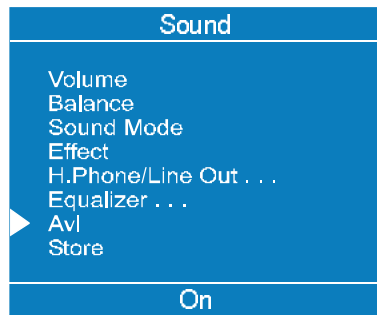 Sound
Volume
Balance
Sound Mode
Effect
H.Phone/Line Out . . .
Equalizer . . .
Avl
Store
On